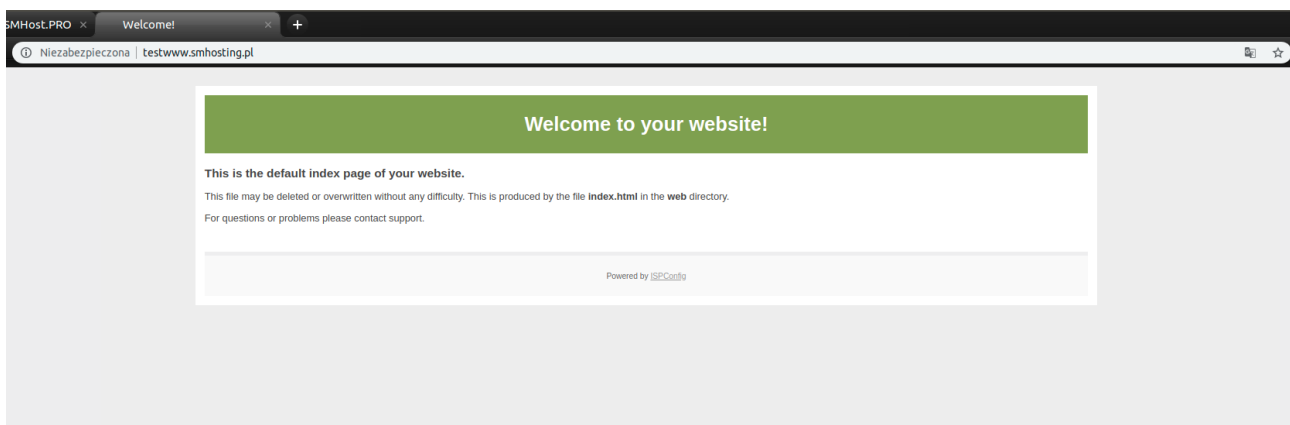 SMHost.PRO × Welcome! × +
Niezabezpieczona | testwww.smhosting.pl
Welcome to your website!
This is the default index page of your website.
This file may be deleted or overwritten without any difficulty. This is produced by the file index.html in the web directory.
For questions or problems please contact support.
Powered by ISPConfig